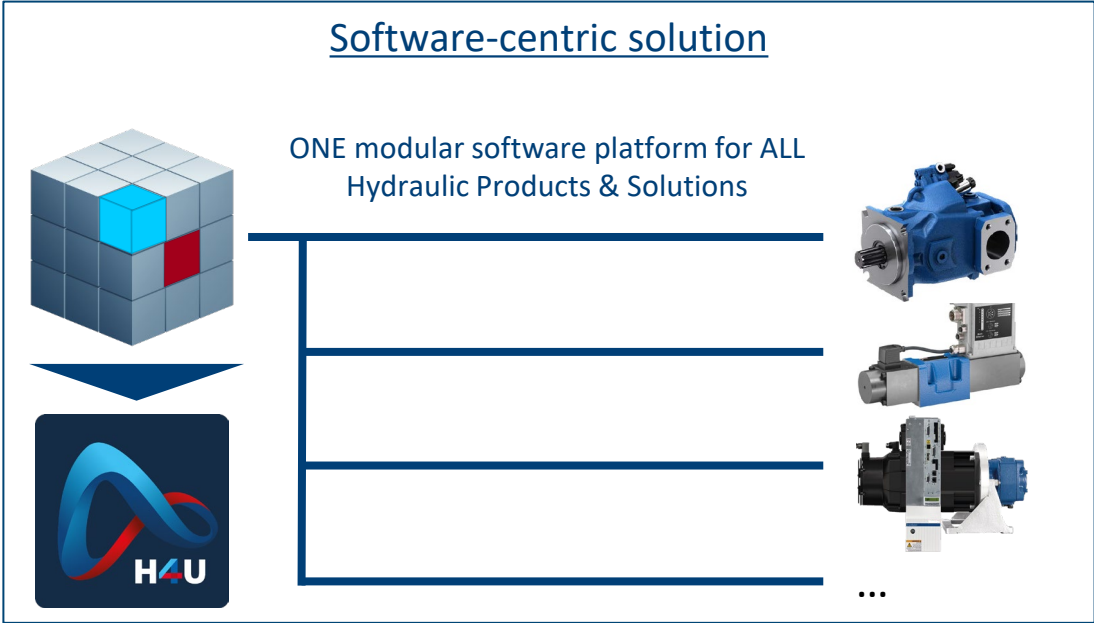 Software-centric solution
ONE modular software platform for ALL
Hydraulic Products & Solutions
H4U
...